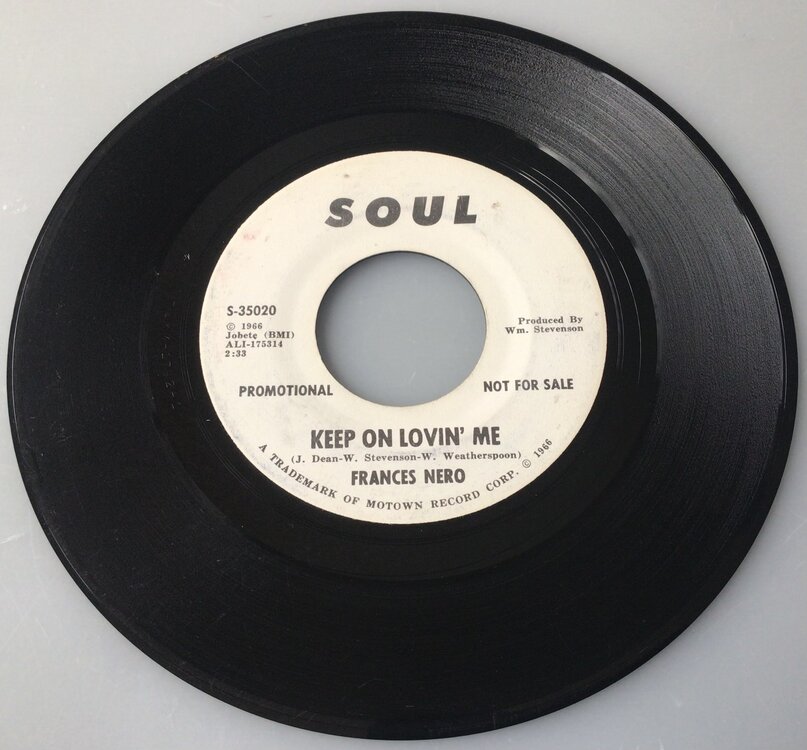 SOUL
S-35020
© 1966
Jobete (BMI)
ALI-175314
2:33
Produced By
Wm. Stevenson
PROMOTIONAL
NOT FOR SALE
KEEP ON LOVIN' ME
(J. Dean-W. Stevenson-W. Weatherspoon)
FRANCES NERO
A TRADEMARK OF MOTOWN RECORD CORP. © 1966